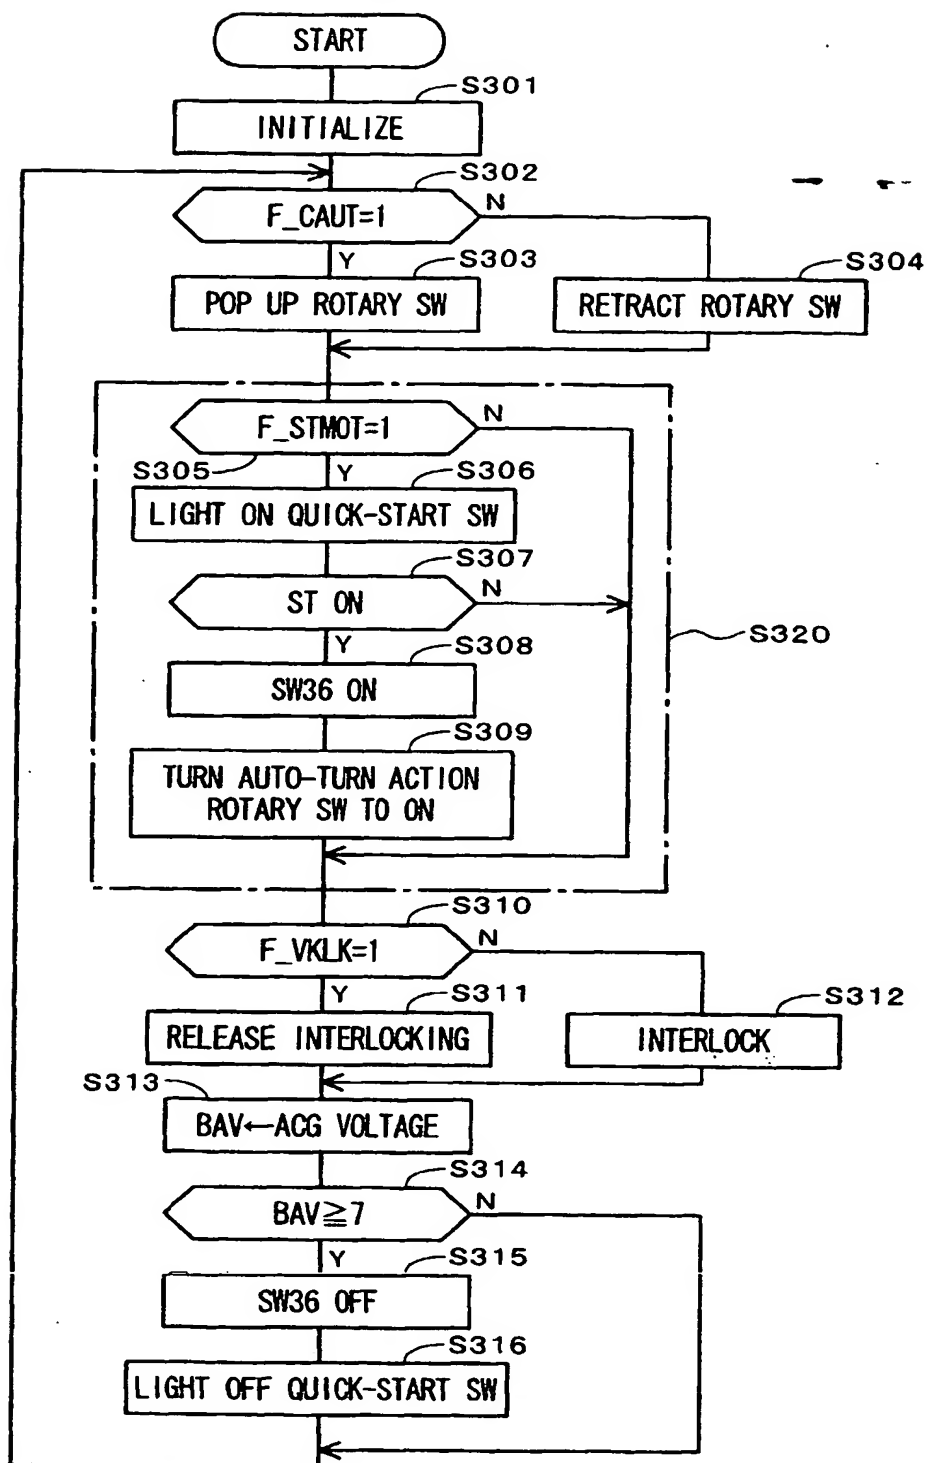 START
S301
INITIALIZE
S302
F_CAUT=1
N
Y
S303
S304
POP UP ROTARY SW
RETRACT ROTARY SW
F_STMOT=1
N
S305
Y
S306
LIGHT ON QUICK-START SW
S307
ST ON
N
S320
Y
S308
SW36 ON
S309
TURN AUTO-TURN ACTION
ROTARY SW TO ON
S310
F_VKLK=1
N
Y
S311
S312
RELEASE INTERLOCKING
INTERLOCK
S313
BAV←ACG VOLTAGE
S314
BAV≧7
N
Y
S315
SW36 OFF
S316
LIGHT OFF QUICK-START SW